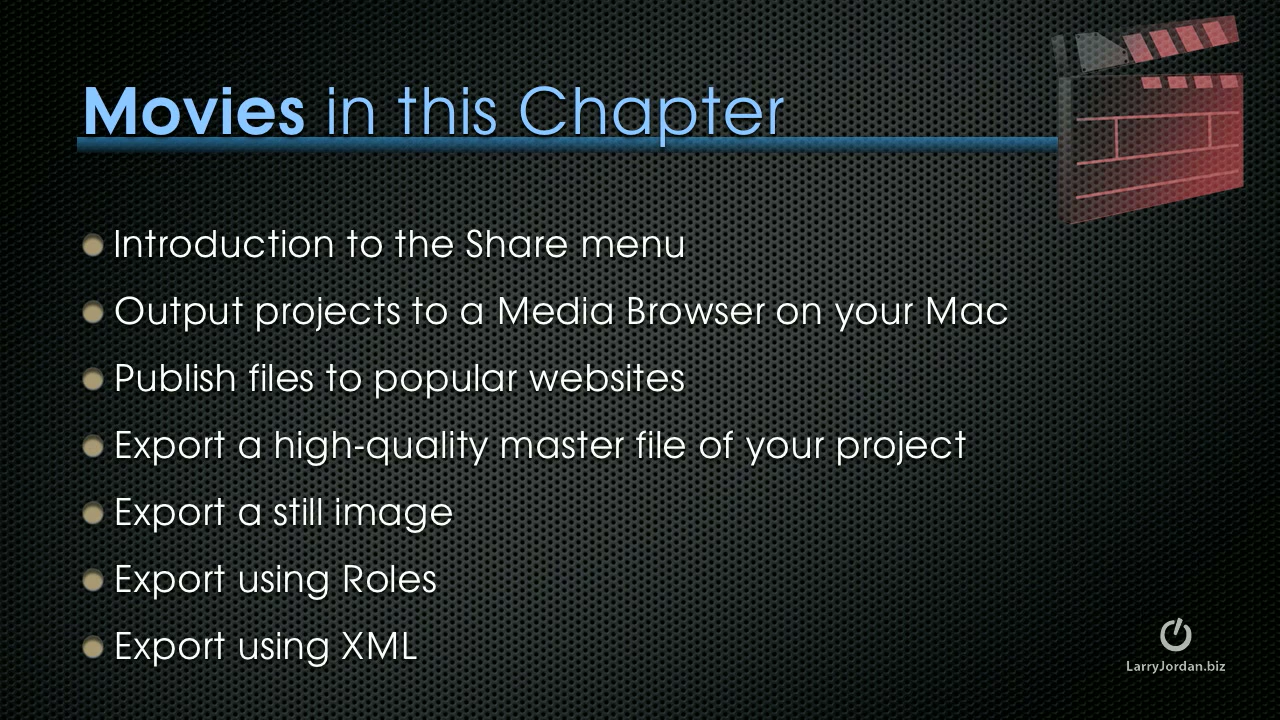 Movies in this Chapter
Introduction to the Share menu
Output projects to a Media Browser on your Mac
Publish files to popular websites
Export a high-quality master file of your project
Export a still image
Export using Roles
Export using XML
LarryJordan.biz